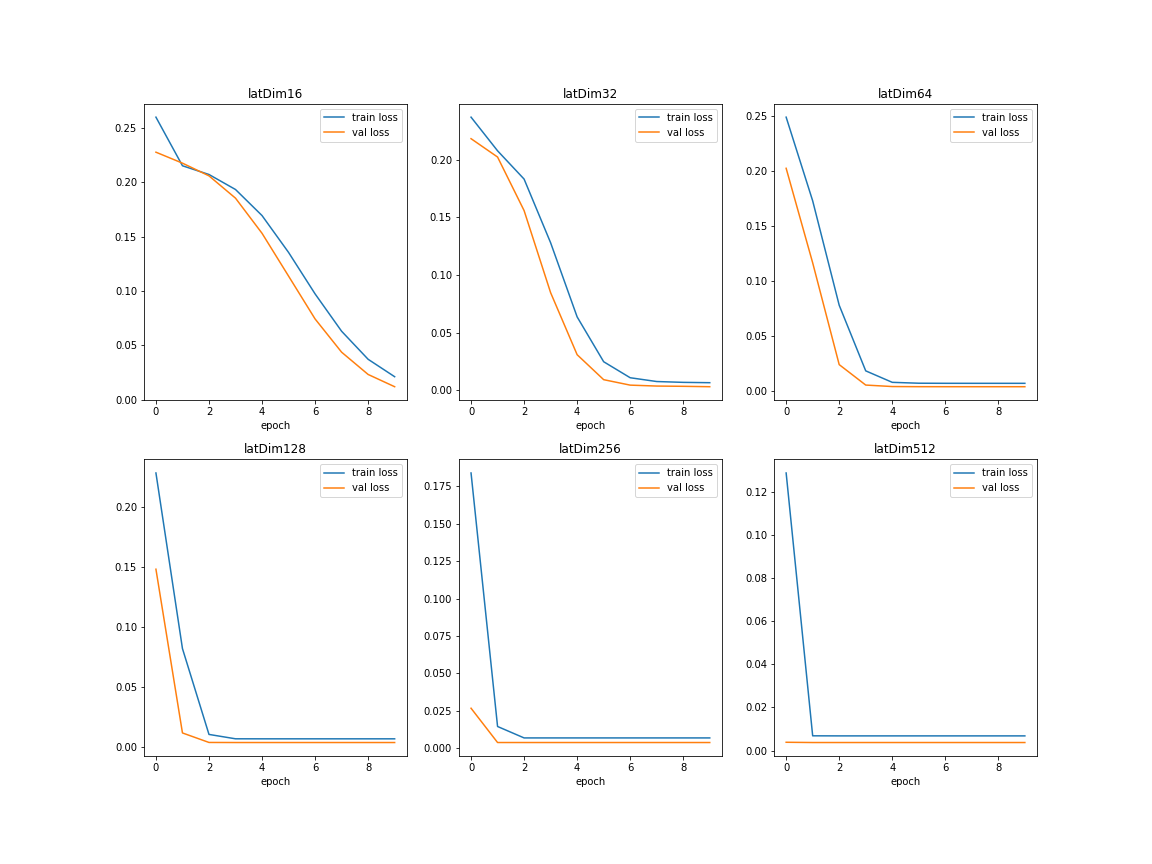 latDim16
train loss
val loss
0.25
0.20
0.15
0.10
0.05
0.00
0 2 4 6 8
epoch
latDim32
train loss
val loss
0.20
0.15
0.10
0.05
0.00
0 2 4 6 8
epoch
latDim64
train loss
val loss
0.25
0.20
0.15
0.10
0.05
0.00
0 2 4 6 8
epoch
latDim128
train loss
val loss
0.20
0.15
0.10
0.05
0.00
0 2 4 6 8
epoch
latDim256
train loss
val loss
0.175
0.150
0.125
0.100
0.075
0.050
0.025
0.000
0 2 4 6 8
epoch
latDim512
train loss
val loss
0.12
0.10
0.08
0.06
0.04
0.02
0.00
0 2 4 6 8
epoch